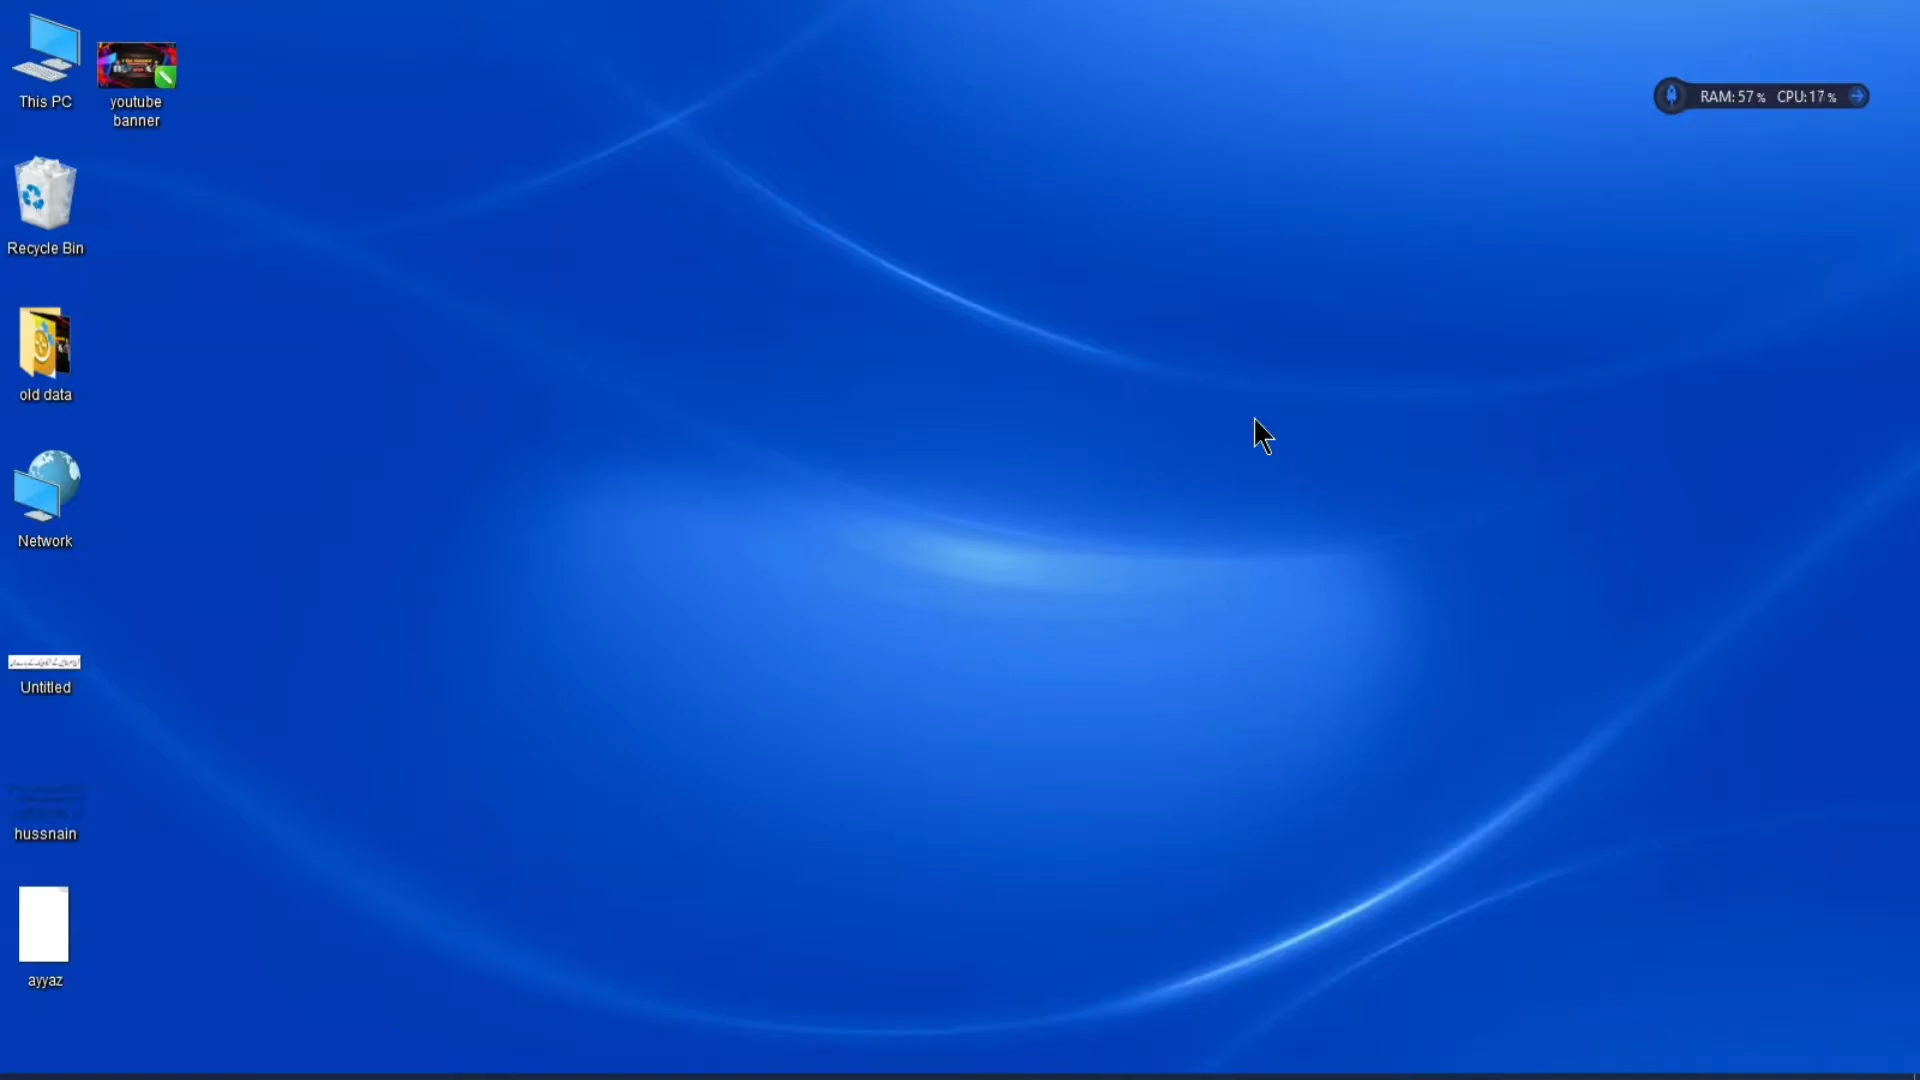 This PC
youtube
banner
RAM: 57 % CPU: 17 %
Recycle Bin
old data
Network
Untitled
hussnain
ayyaz